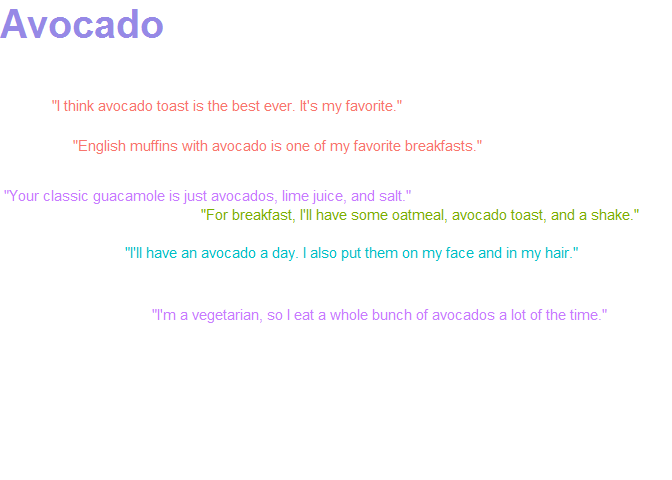 Avocado
"I think avocado toast is the best ever. It's my favorite."
"English muffins with avocado is one of my favorite breakfasts."
"Your classic guacamole is just avocados, lime juice, and salt."
"For breakfast, I'll have some oatmeal, avocado toast, and a shake."
"I'll have an avocado a day. I also put them on my face and in my hair."
"I'm a vegetarian, so I eat a whole bunch of avocados a lot of the time."